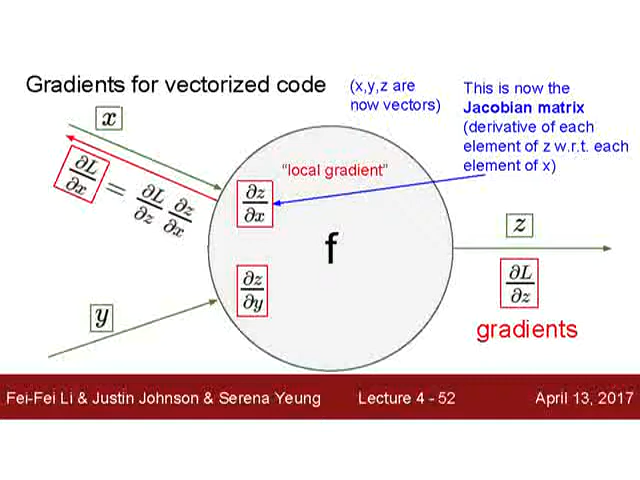 Gradients for vectorized code
(x,y,z are
now vectors)
This is now the
Jacobian matrix
(derivative of each
element of z w.r.t. each
element of x)
x
∂L/∂x = ∂L/∂z ∂z/∂x
"local gradient"
∂z/∂x
f
z
∂L/∂z
gradients
∂z/∂y
y
Fei-Fei Li & Justin Johnson & Serena Yeung
Lecture 4 - 52
April 13, 2017